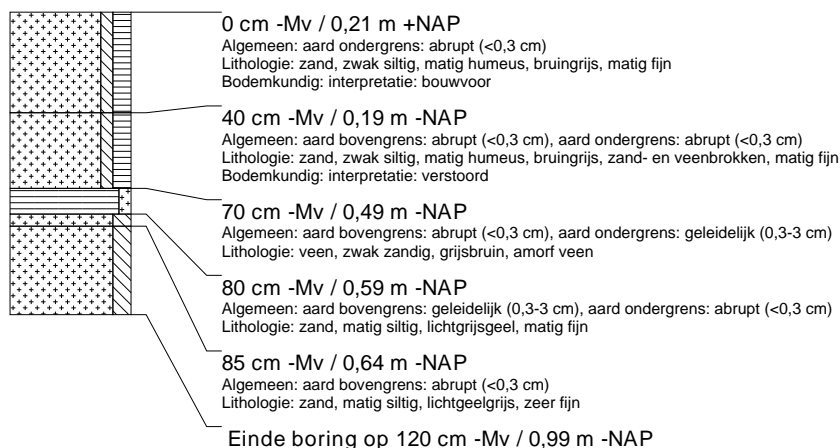 0 cm -Mv / 0,21 m +NAP
Algemeen: aard ondergrens: abrupt (<0,3 cm)
Lithologie: zand, zwak siltig, matig humeus, bruingrijs, matig fijn
Bodemkundig: interpretatie: bouwvoor
40 cm -Mv / 0,19 m -NAP
Algemeen: aard bovengrens: abrupt (<0,3 cm), aard ondergrens: abrupt (<0,3 cm)
Lithologie: zand, zwak siltig, matig humeus, bruingrijs, zand- en veenbrokken, matig fijn
Bodemkundig: interpretatie: verstoord
70 cm -Mv / 0,49 m -NAP
Algemeen: aard bovengrens: abrupt (<0,3 cm), aard ondergrens: geleidelijk (0,3-3 cm)
Lithologie: veen, zwak zandig, grijsbruin, amorf veen
80 cm -Mv / 0,59 m -NAP
Algemeen: aard bovengrens: geleidelijk (0,3-3 cm), aard ondergrens: abrupt (<0,3 cm)
Lithologie: zand, matig siltig, lichtgrijsgeel, matig fijn
85 cm -Mv / 0,64 m -NAP
Algemeen: aard bovengrens: abrupt (<0,3 cm)
Lithologie: zand, matig siltig, lichtgeelgrijs, zeer fijn
Einde boring op 120 cm -Mv / 0,99 m -NAP